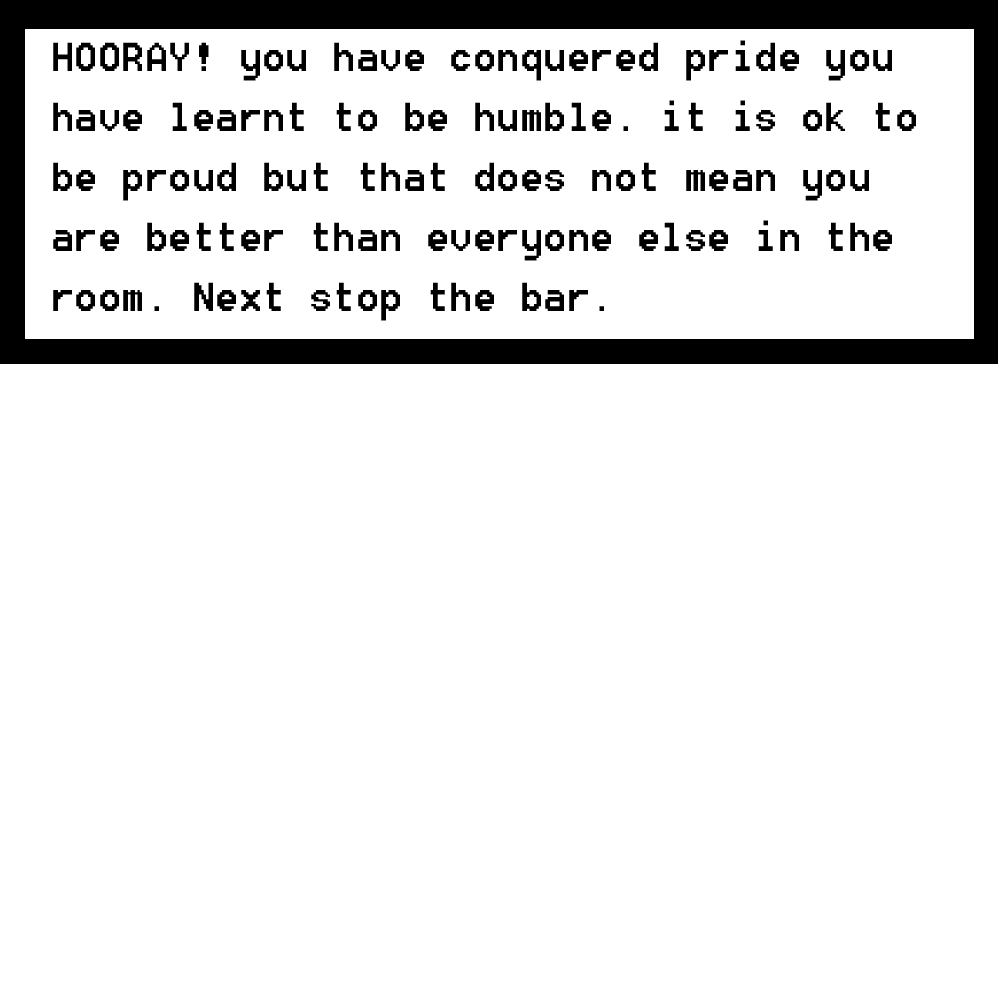 HOORAY! you have conquered pride you
have learnt to be humble. it is ok to
be proud but that does not mean you
are better than everyone else in the
room. Next stop the bar.